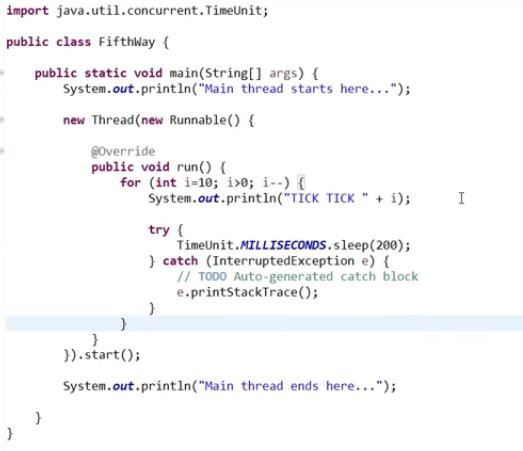 import java.util.concurrent.TimeUnit;
public class FifthWay {
public static void main(String[] args) {
System.out.println("Main thread starts here...");
new Thread(new Runnable() {
@Override
public void run() {
for (int i=10; i>0; i--) {
System.out.println("TICK TICK " + i);
try {
TimeUnit.MILLISECONDS.sleep(200);
} catch (InterruptedException e) {
// TODO Auto-generated catch block
e.printStackTrace();
}
}
}
}).start();
System.out.println("Main thread ends here...");
}
}